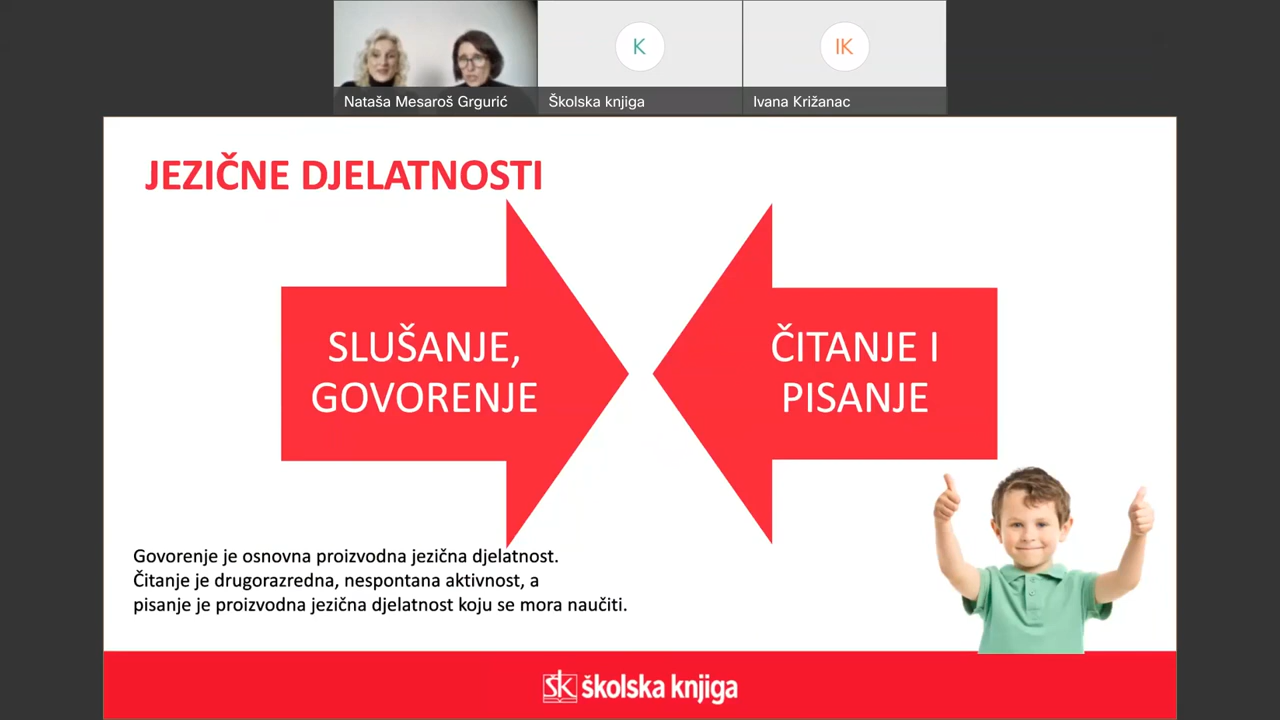 K
IK
Nataša Mesaroš Grgurić
Školska knjiga
Ivana Križanac
JEZIČNE DJELATNOSTI
SLUŠANJE,
GOVORENJE
ČITANJE I
PISANJE
Govorenje je osnovna proizvodna jezična djelatnost.
Čitanje je drugorazredna, nespontana aktivnost, a
pisanje je proizvodna jezična djelatnost koju se mora naučiti.
šk školska knjiga